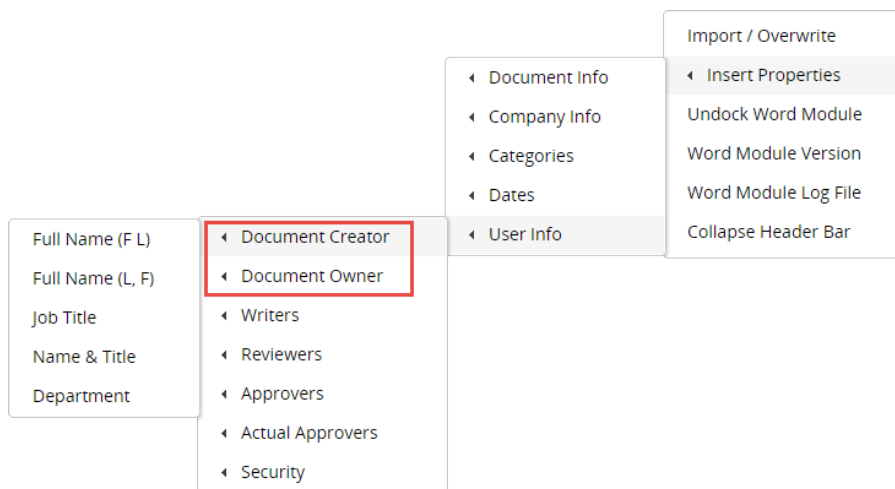 Import / Overwrite
Insert Properties
Undock Word Module
Word Module Version
Word Module Log File
Collapse Header Bar
Document Info
Company Info
Categories
Dates
User Info
Document Creator
Document Owner
Writers
Reviewers
Approvers
Actual Approvers
Security
Full Name (F L)
Full Name (L, F)
Job Title
Name & Title
Department